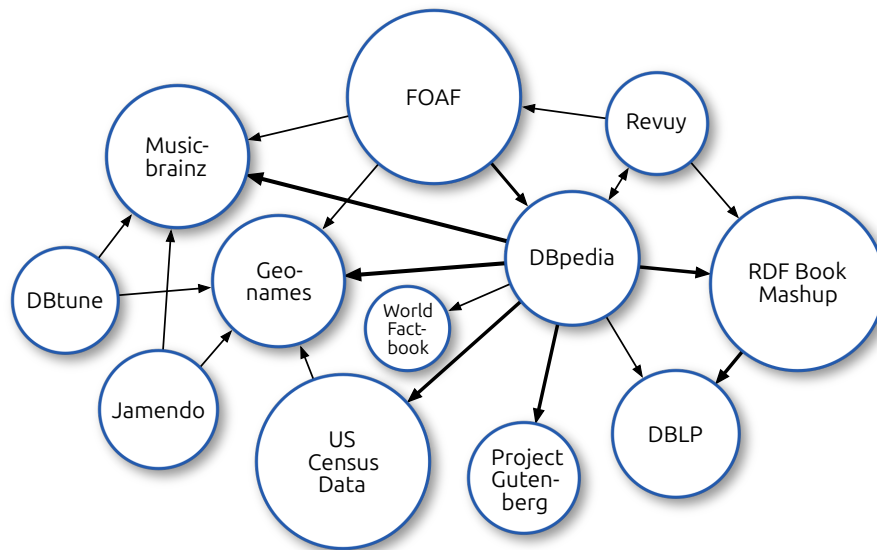 FOAF
Revuy
Music-
brainz
DBpedia
RDF Book
Mashup
Geo-
names
DBtune
World
Fact-
book
Jamendo
US
Census
Data
Project
Guten-
berg
DBLP